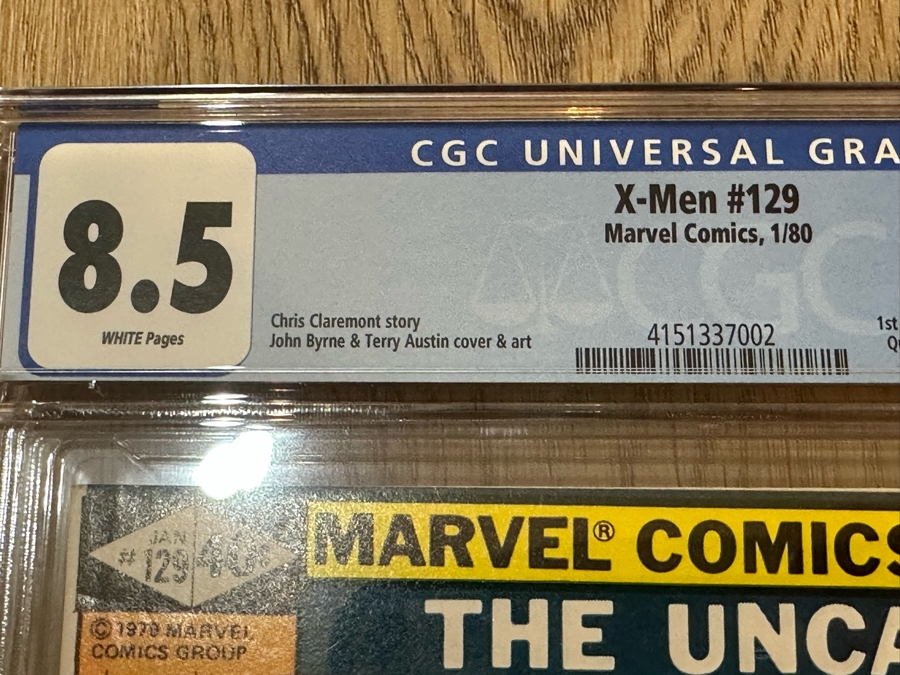 CGC UNIVERSAL GRA
8.5
WHITE Pages
X-Men #129
Marvel Comics, 1/80
Chris Claremont story
John Byrne & Terry Austin cover & art
4151337002
1st
Q
CGC
JAN
#129
40¢
MARVEL® COMICS
© 1979 MARVEL
COMICS GROUP
THE UNCA